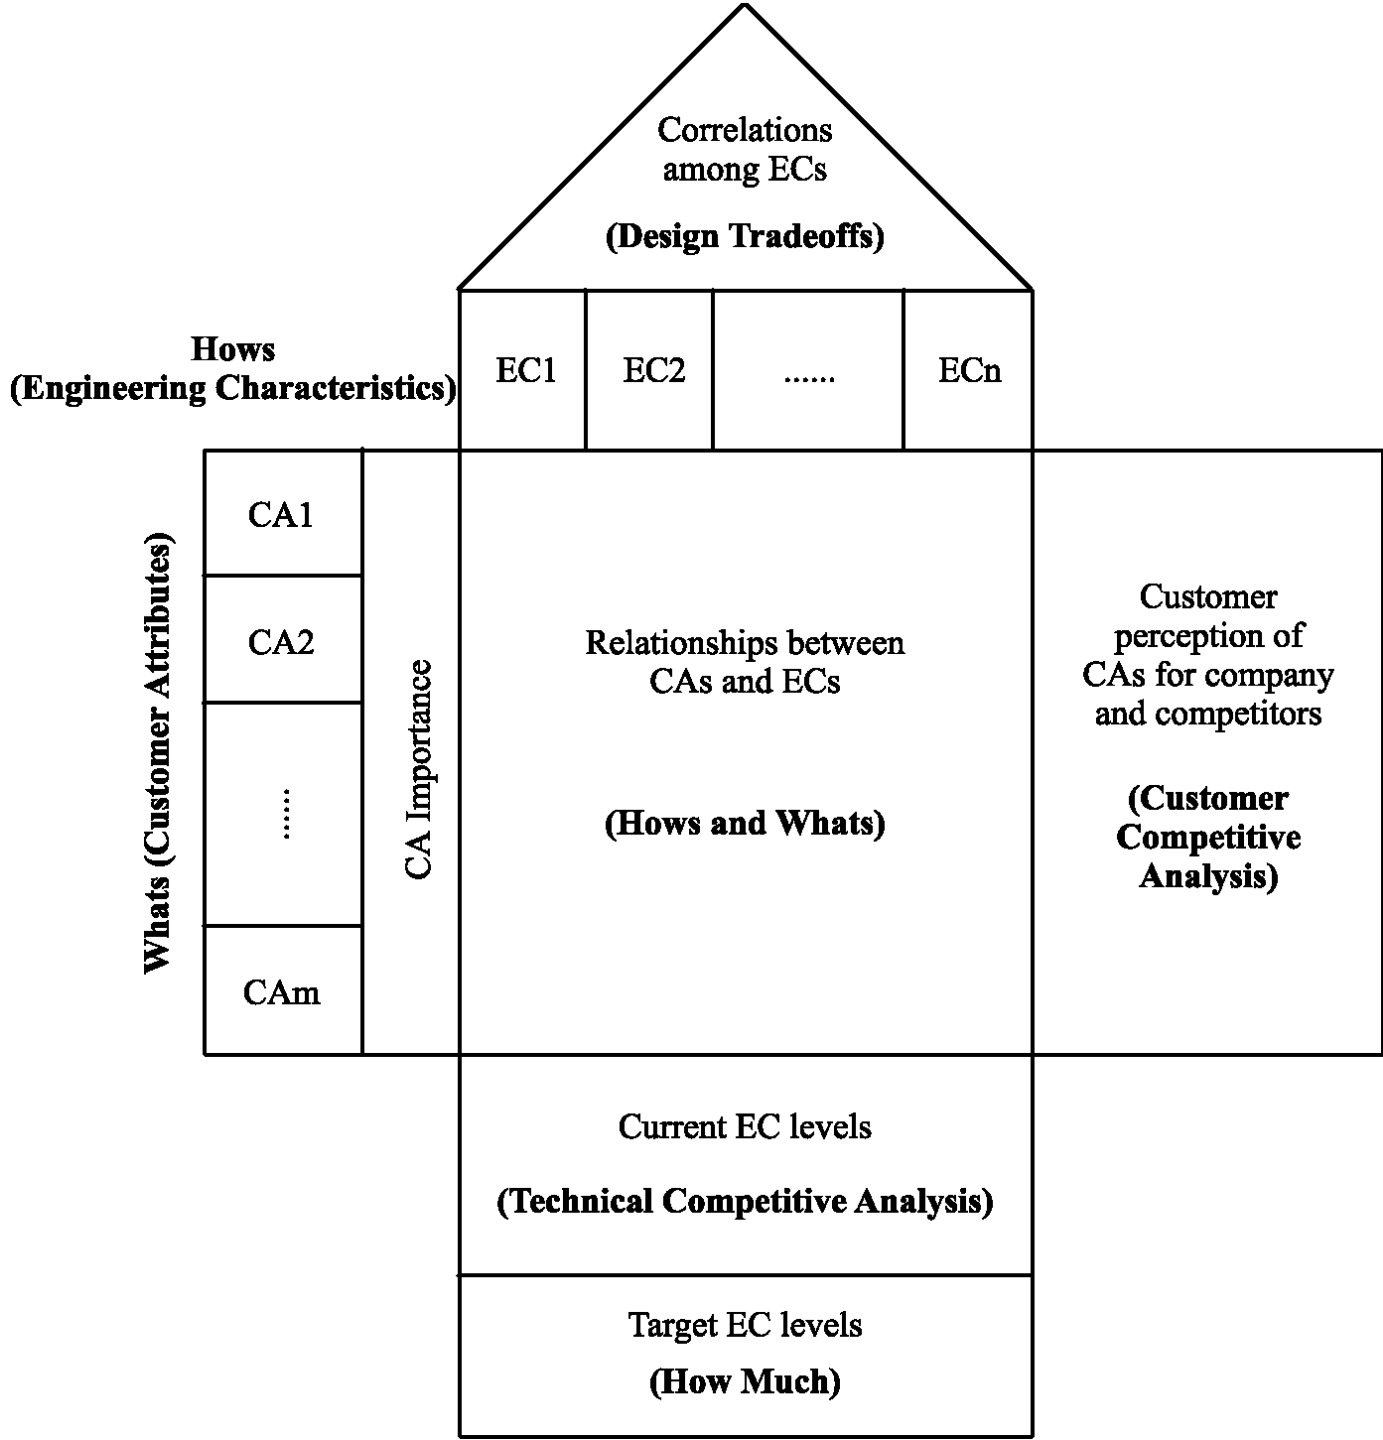 Correlations
among ECs
(Design Tradeoffs)
Hows
(Engineering Characteristics)
EC1
EC2
......
ECn
Whats (Customer Attributes)
CA1
CA2
......
CAm
CA Importance
Relationships between
CAs and ECs
(Hows and Whats)
Customer
perception of
CAs for company
and competitors
(Customer
Competitive
Analysis)
Current EC levels
(Technical Competitive Analysis)
Target EC levels
(How Much)